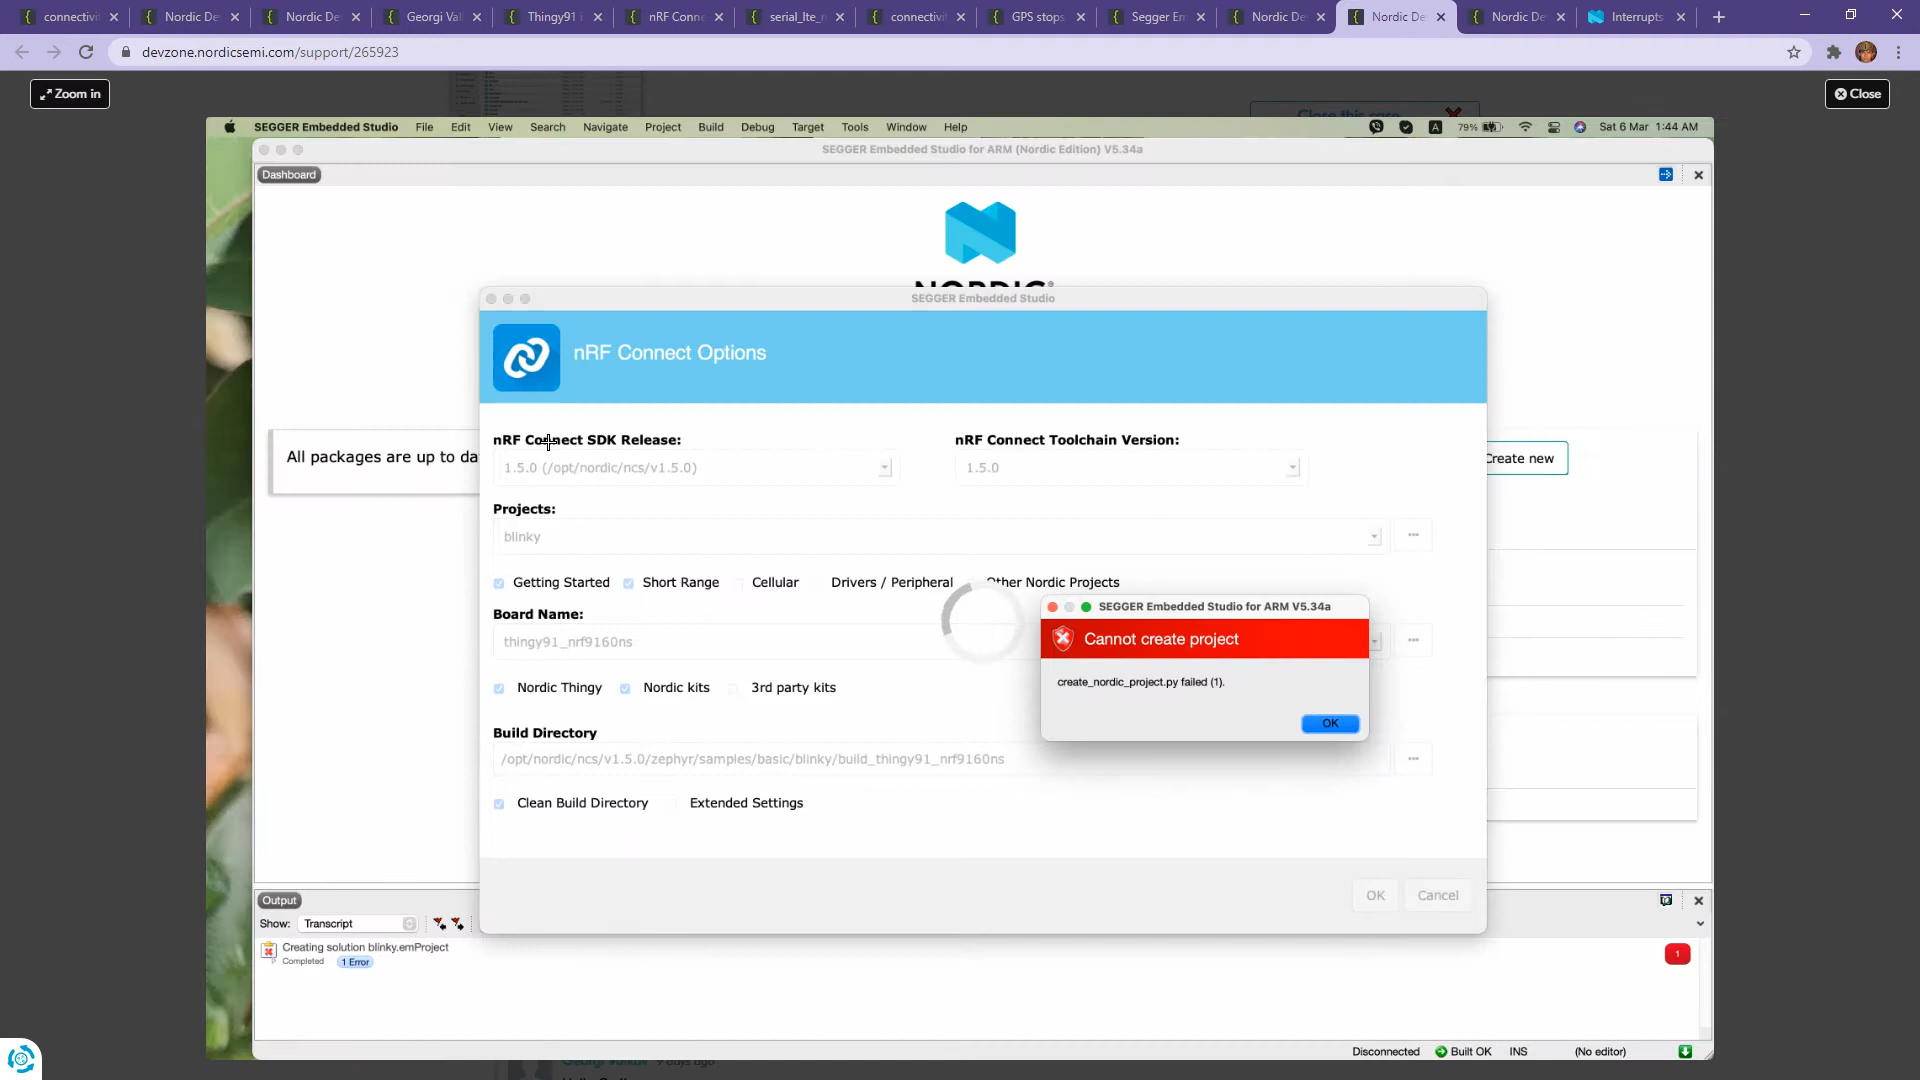 connectivi
Nordic De
Nordic De
Georgi Val
Thingy91 i
nRF Conne
serial_lte_
connectivi
GPS stops
Segger Em
Nordic De
Nordic De
Nordic De
Interrupts
devzone.nordicsemi.com/support/265923
Zoom in
Close this case
Close
SEGGER Embedded Studio File Edit View Search Navigate Project Build Debug Target Tools Window Help
A 79% Sat 6 Mar 1:44 AM
SEGGER Embedded Studio for ARM (Nordic Edition) V5.34a
Dashboard
NORDIC
SEGGER Embedded Studio
nRF Connect Options
nRF Connect SDK Release:
nRF Connect Toolchain Version:
1.5.0 (/opt/nordic/ncs/v1.5.0)
1.5.0
All packages are up to da
Create new
Projects:
blinky
...
Getting Started Short Range Cellular Drivers / Peripheral Other Nordic Projects
Board Name:
thingy91_nrf9160ns
...
SEGGER Embedded Studio for ARM V5.34a
Cannot create project
create_nordic_project.py failed (1).
OK
Nordic Thingy Nordic kits 3rd party kits
Build Directory
/opt/nordic/ncs/v1.5.0/zephyr/samples/basic/blinky/build_thingy91_nrf9160ns
...
Clean Build Directory Extended Settings
OK Cancel
Output
Show: Transcript
Creating solution blinky.emProject
Completed 1 Error
1
Disconnected Built OK INS (No editor)